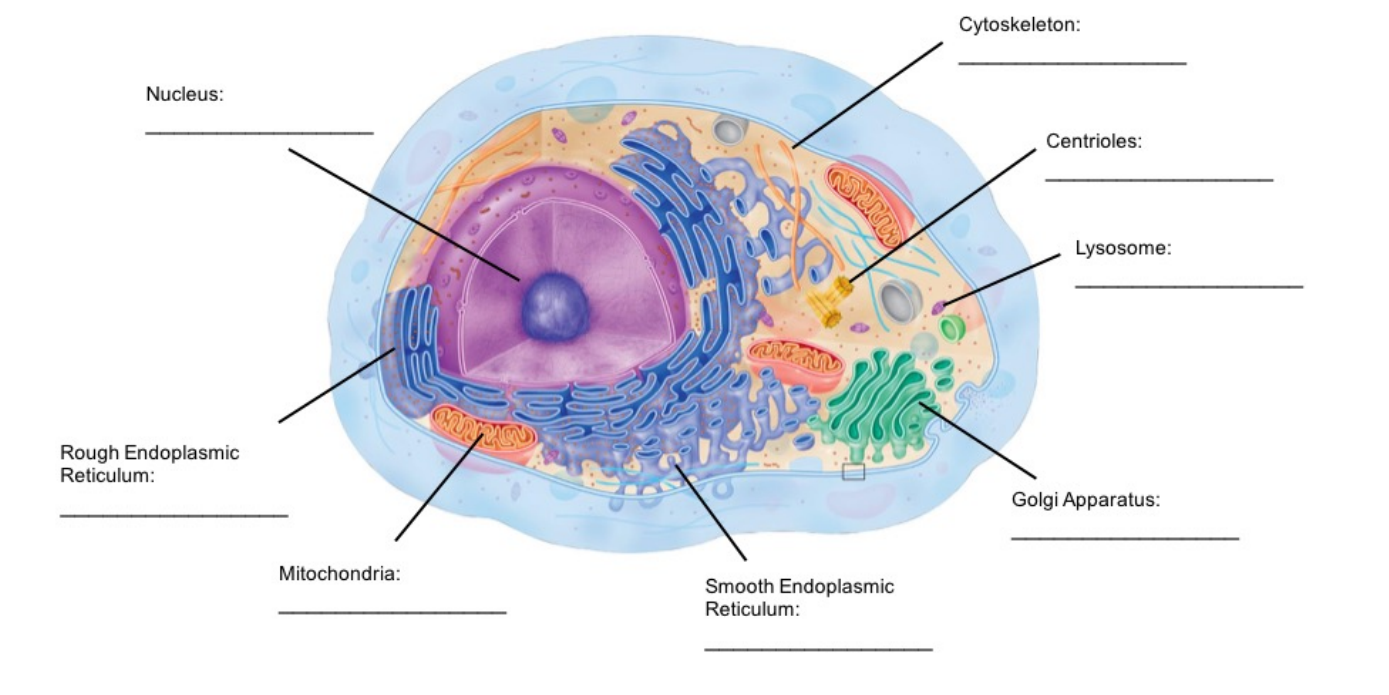 Cytoskeleton:
Nucleus:
Centrioles:
Lysosome:
Rough Endoplasmic
Reticulum:
Golgi Apparatus:
Mitochondria:
Smooth Endoplasmic
Reticulum: